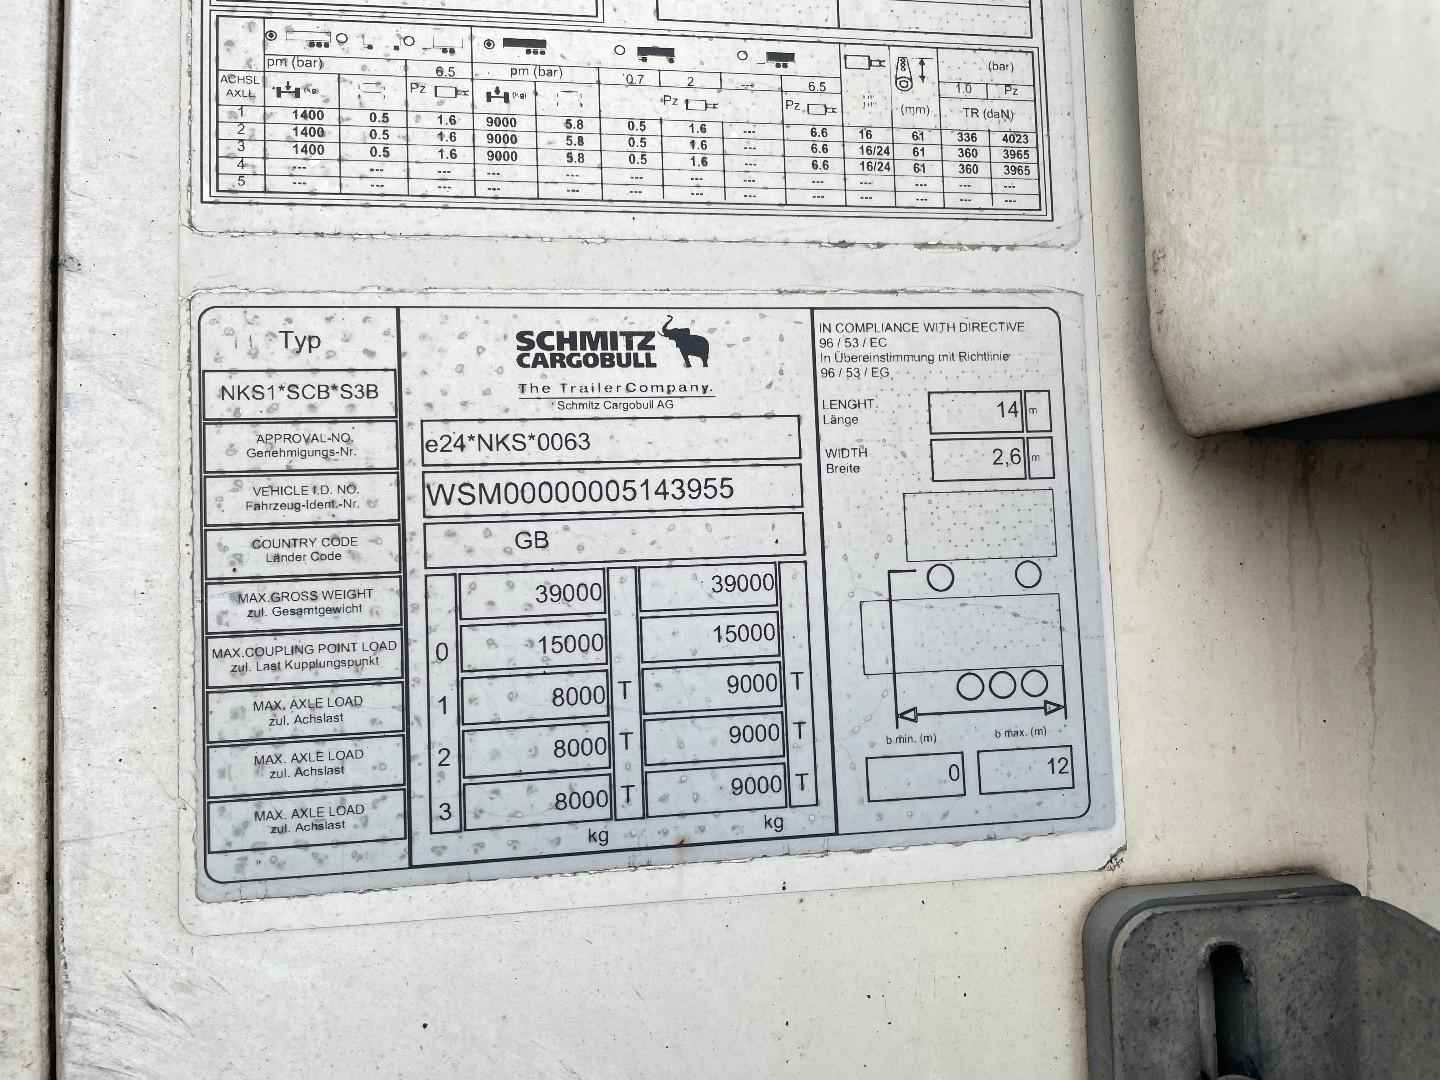 pm (bar) 6.5 pm (bar) 0.7 2 --- 6.5 (bar)
ACHSE AXLE (kg) Pz (kg) Pz Pz (mm) 1.0 Pz
TR (daN)
1 1400 0.5 1.6 9000 5.8 0.5 1.6 --- 6.6 16 61 336 4023
2 1400 0.5 1.6 9000 5.8 0.5 1.6 --- 6.6 16/24 61 360 3965
3 1400 0.5 1.6 9000 5.8 0.5 1.6 --- 6.6 16/24 61 360 3965
4 --- --- --- --- --- --- --- --- --- --- --- --- ---
5 --- --- --- --- --- --- --- --- --- --- --- --- ---
Typ
NKS1*SCB*S3B
SCHMITZ
CARGOBULL
The TrailerCompany.
Schmitz Cargobull AG
APPROVAL-NO.
Genehmigungs-Nr.
e24*NKS*0063
VEHICLE I.D. NO.
Fahrzeug-Ident.-Nr.
WSM00000005143955
COUNTRY CODE
Länder Code
GB
MAX.GROSS WEIGHT
zul. Gesamtgewicht
39000 39000
MAX.COUPLING POINT LOAD
zul. Last Kupplungspunkt
0 15000 15000
MAX. AXLE LOAD
zul. Achslast
1 8000 T 9000 T
MAX. AXLE LOAD
zul. Achslast
2 8000 T 9000 T
MAX. AXLE LOAD
zul. Achslast
3 8000 T 9000 T
kg kg
IN COMPLIANCE WITH DIRECTIVE
96 / 53 / EC
In Übereinstimmung mit Richtlinie
96 / 53 / EG
LENGHT
Länge
14 m
WIDTH
Breite
2,6 m
b min. (m) b max. (m)
0 12